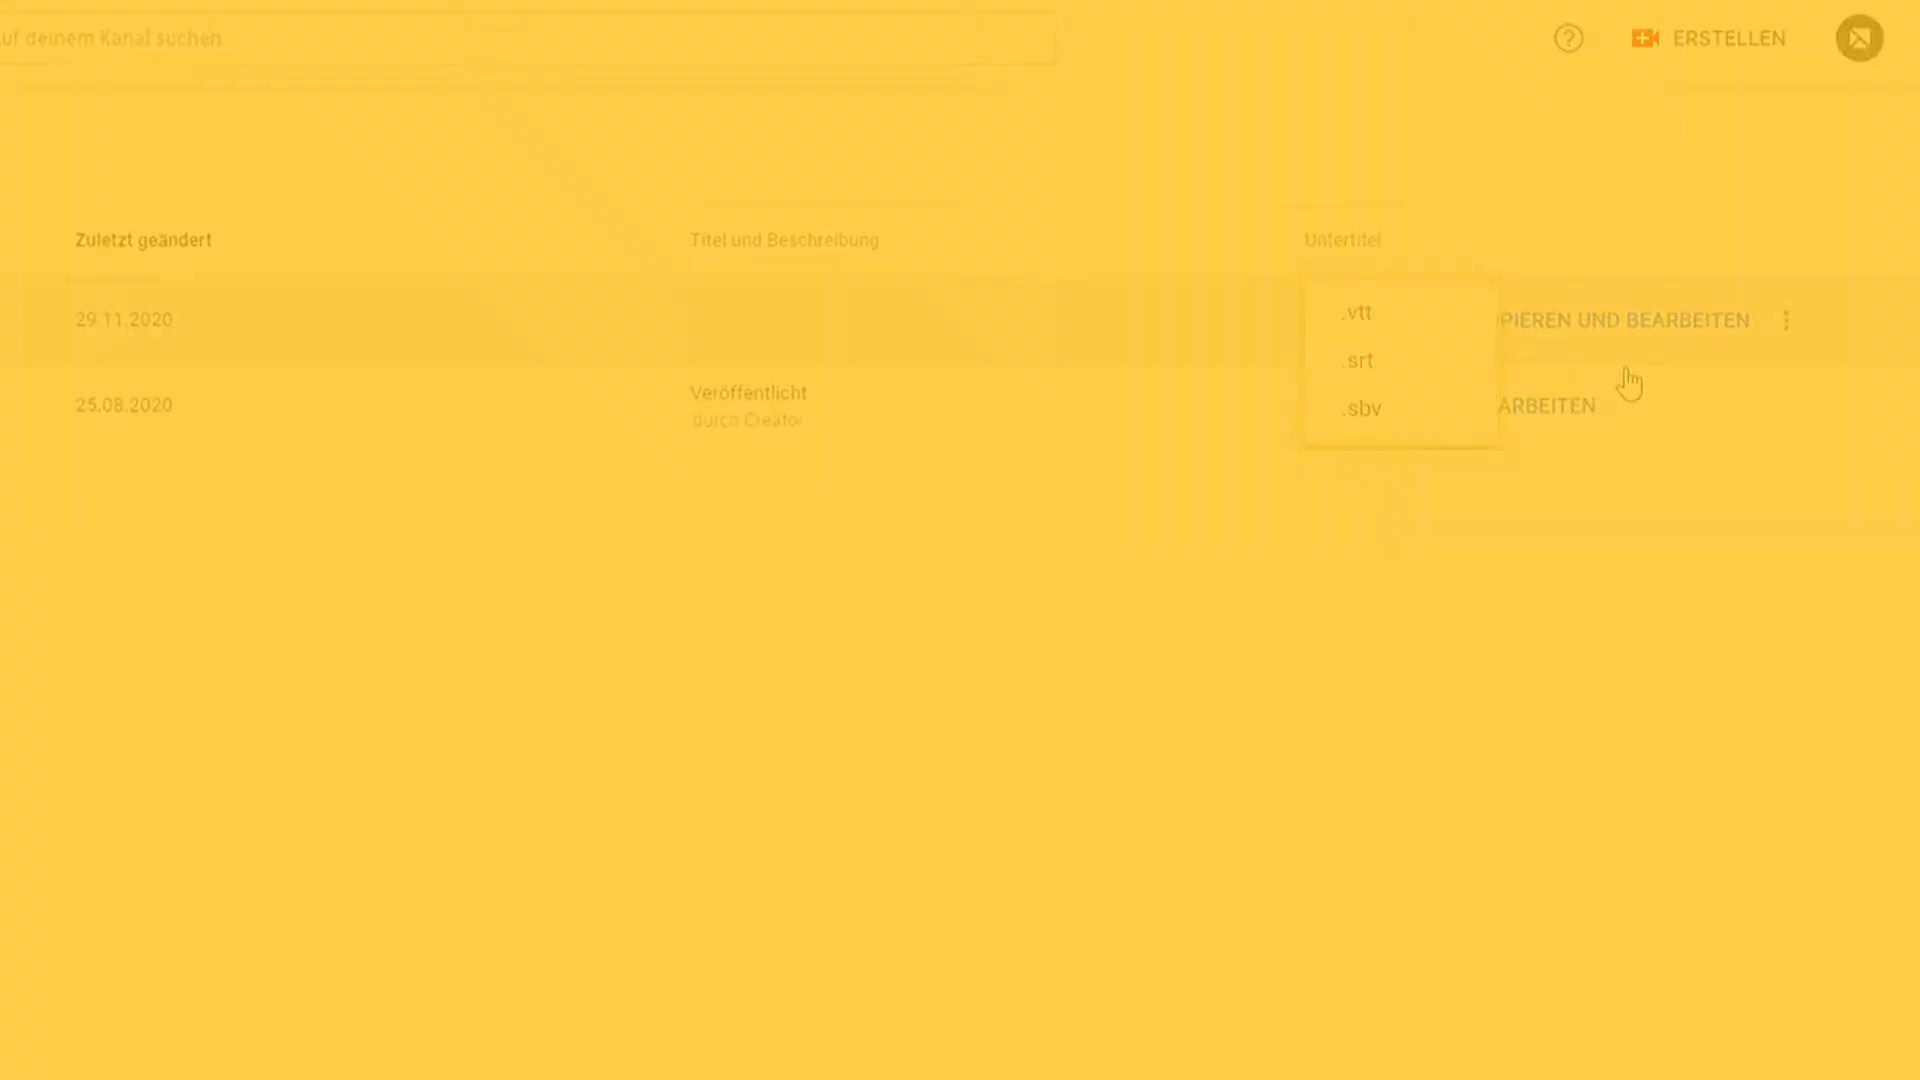 uf deinem Kanal suchen
ERSTELLEN
Zuletzt geändert
Titel und Beschreibung
Untertitel
29.11.2020
.vtt
PIEREN UND BEARBEITEN
.srt
25.08.2020
Veröffentlicht
durch Creator
.sbv
ARBEITEN